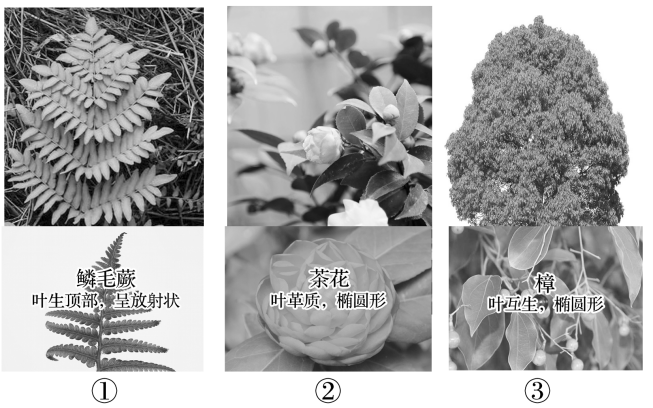 鳞毛蕨
叶生顶部，呈放射状
茶花
叶革质，椭圆形
樟
叶互生，椭圆形
①
②
③